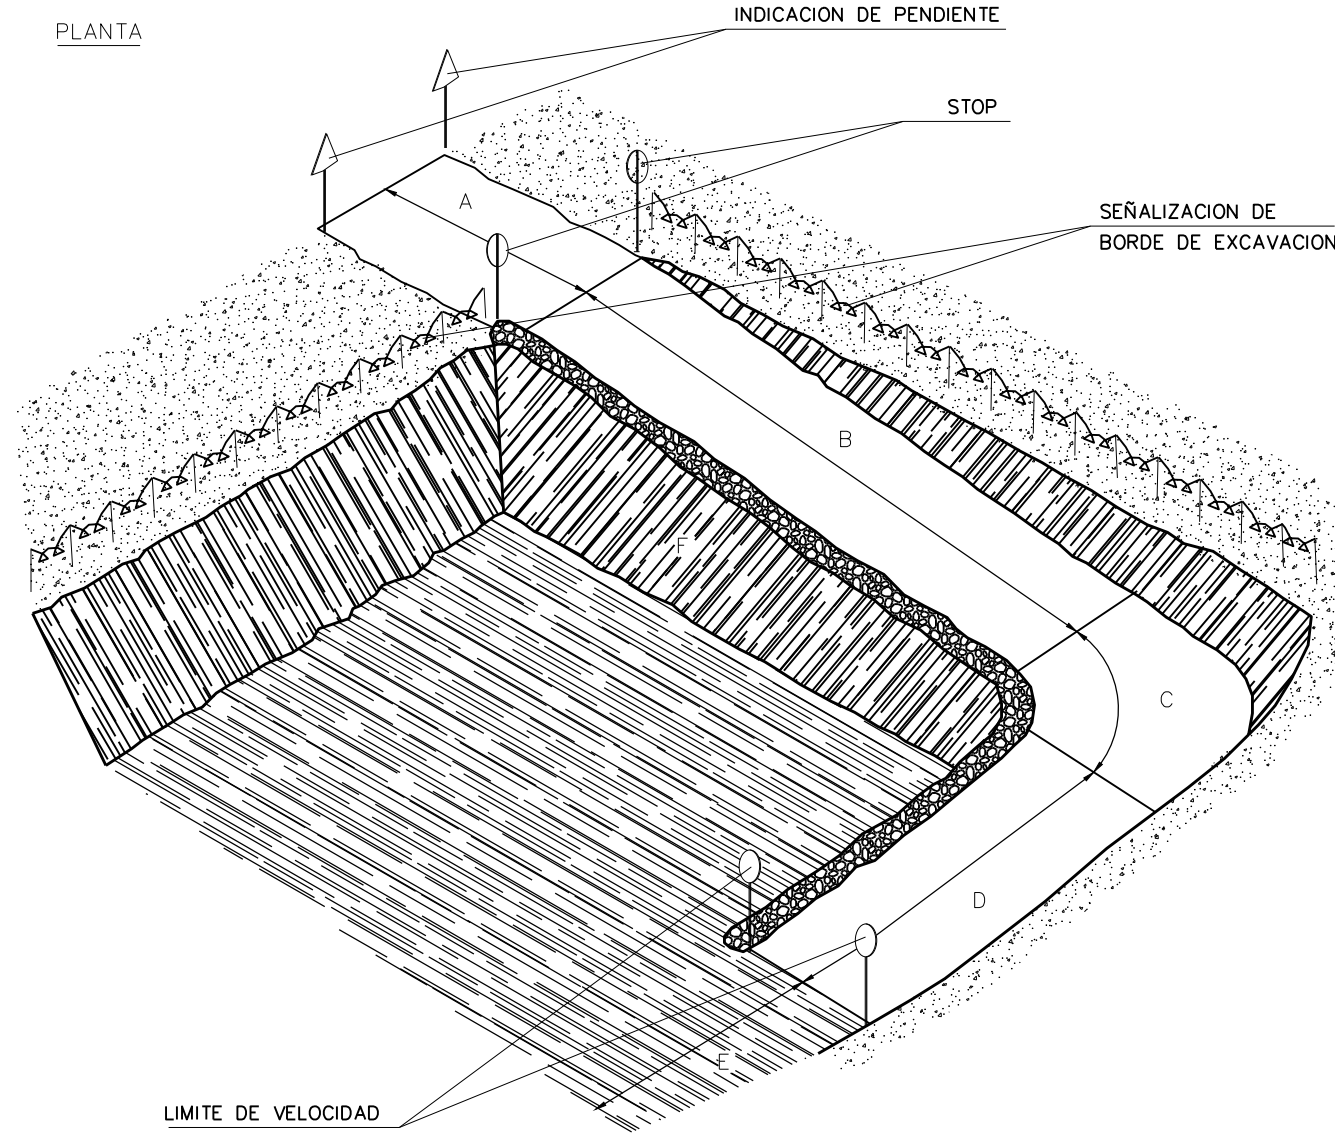 PLANTA
INDICACION DE PENDIENTE
STOP
SEÑALIZACION DE
BORDE DE EXCAVACION
A
B
F
C
D
E
LIMITE DE VELOCIDAD